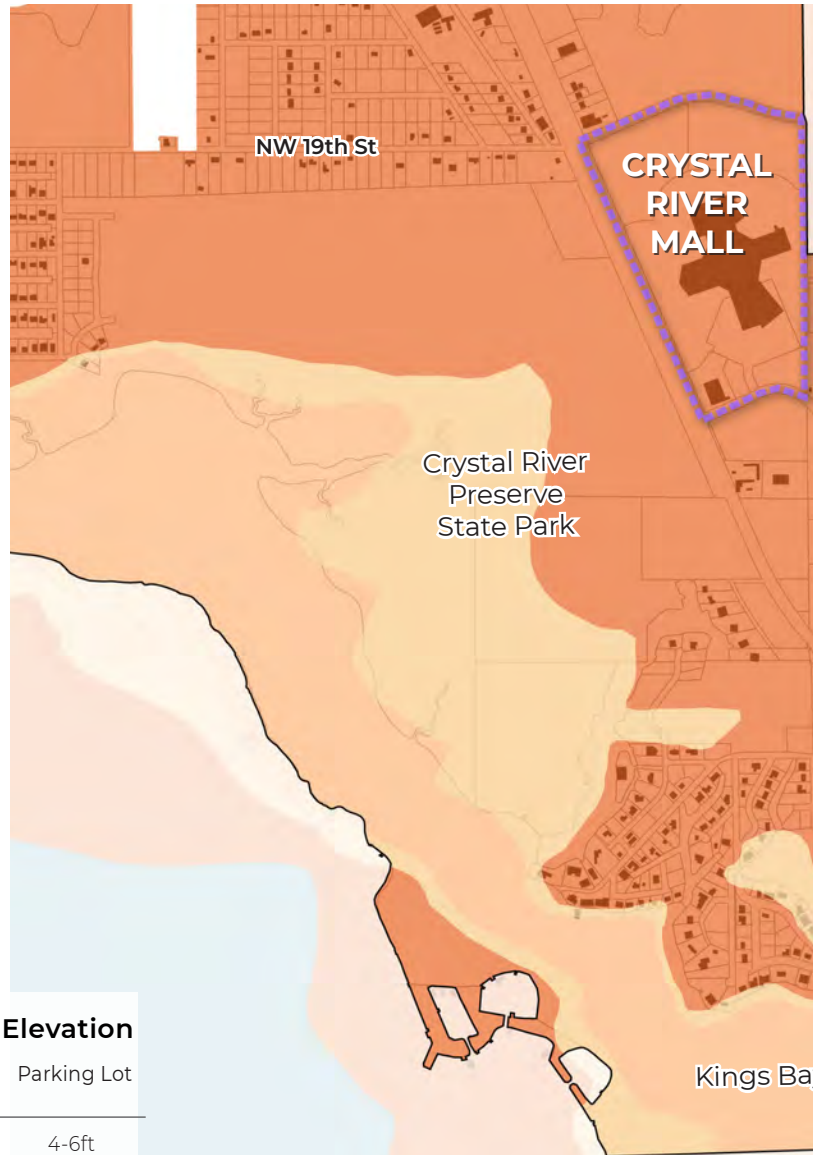 NW 19th St
CRYSTAL
RIVER
MALL
Crystal River
Preserve
State Park
Elevation
Parking Lot
Kings Ba
4-6ft